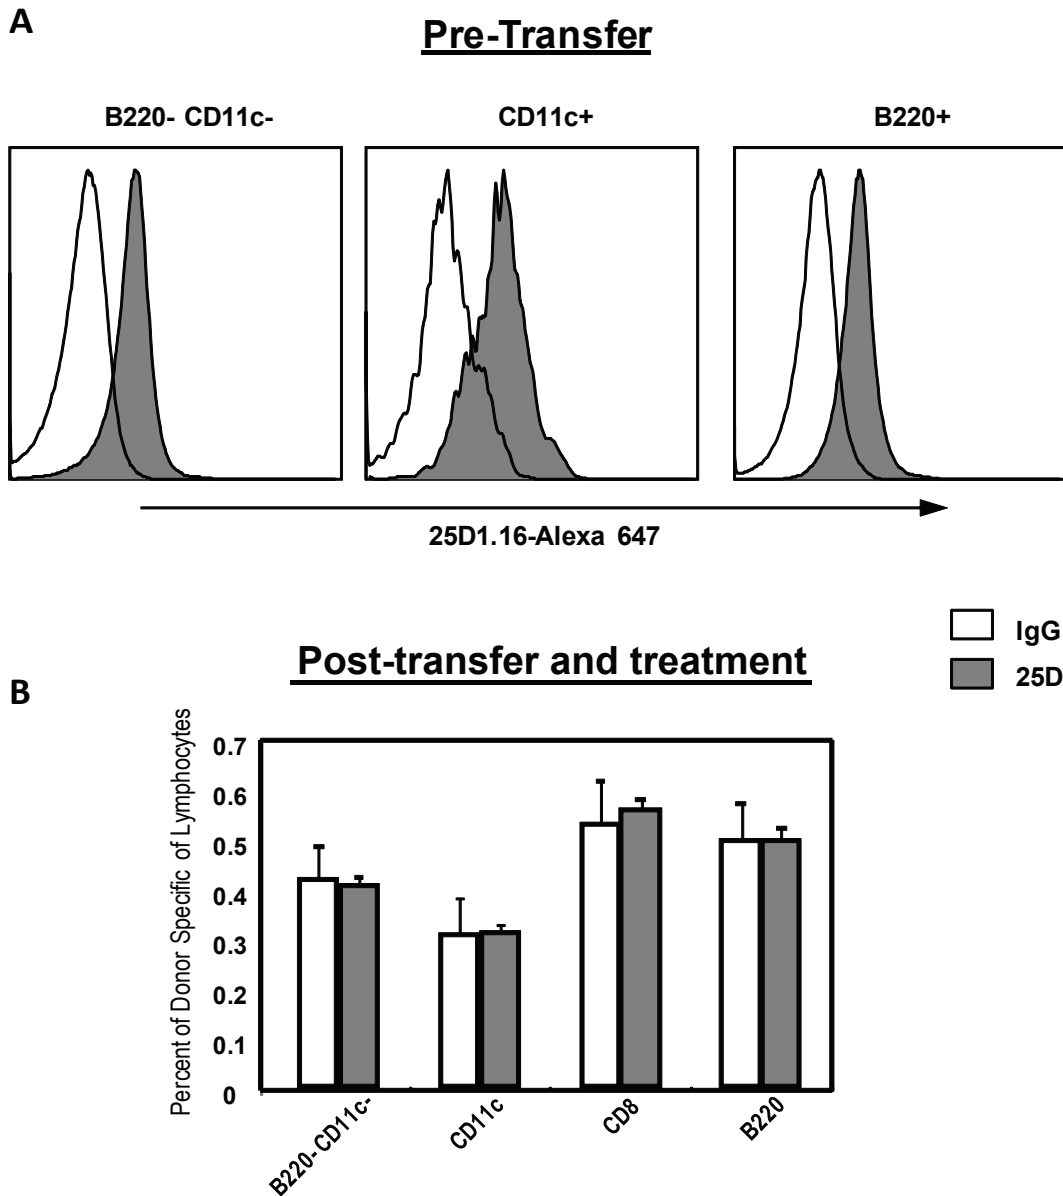 A
Pre-Transfer
B220- CD11c-
CD11c+
B220+
25D1.16-Alexa 647
IgG
25D
Post-transfer and treatment
B
Percent of Donor Specific of Lymphocytes
0.7
0.6
0.5
0.4
0.3
0.2
0.1
0
B220- CD11c-
CD11c
CD8
B220